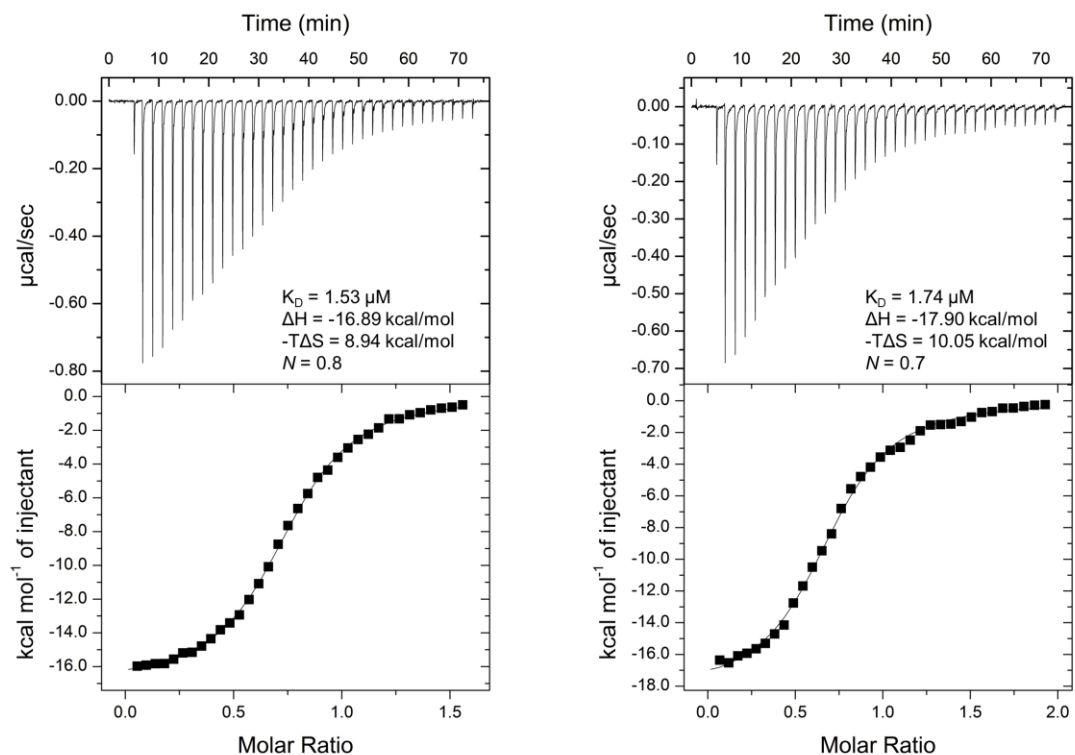 Time (min)
0 10 20 30 40 50 60 70
0.00
-0.20
-0.40
-0.60
-0.80
µcal/sec
K_D = 1.53 µM
ΔH = -16.89 kcal/mol
-TΔS = 8.94 kcal/mol
N = 0.8
0.0
-2.0
-4.0
-6.0
-8.0
-10.0
-12.0
-14.0
-16.0
kcal mol⁻¹ of injectant
0.0 0.5 1.0 1.5
Molar Ratio
Time (min)
0 10 20 30 40 50 60 70
0.00
-0.10
-0.20
-0.30
-0.40
-0.50
-0.60
-0.70
µcal/sec
K_D = 1.74 µM
ΔH = -17.90 kcal/mol
-TΔS = 10.05 kcal/mol
N = 0.7
0.0
-2.0
-4.0
-6.0
-8.0
-10.0
-12.0
-14.0
-16.0
-18.0
kcal mol⁻¹ of injectant
0.0 0.5 1.0 1.5 2.0
Molar Ratio